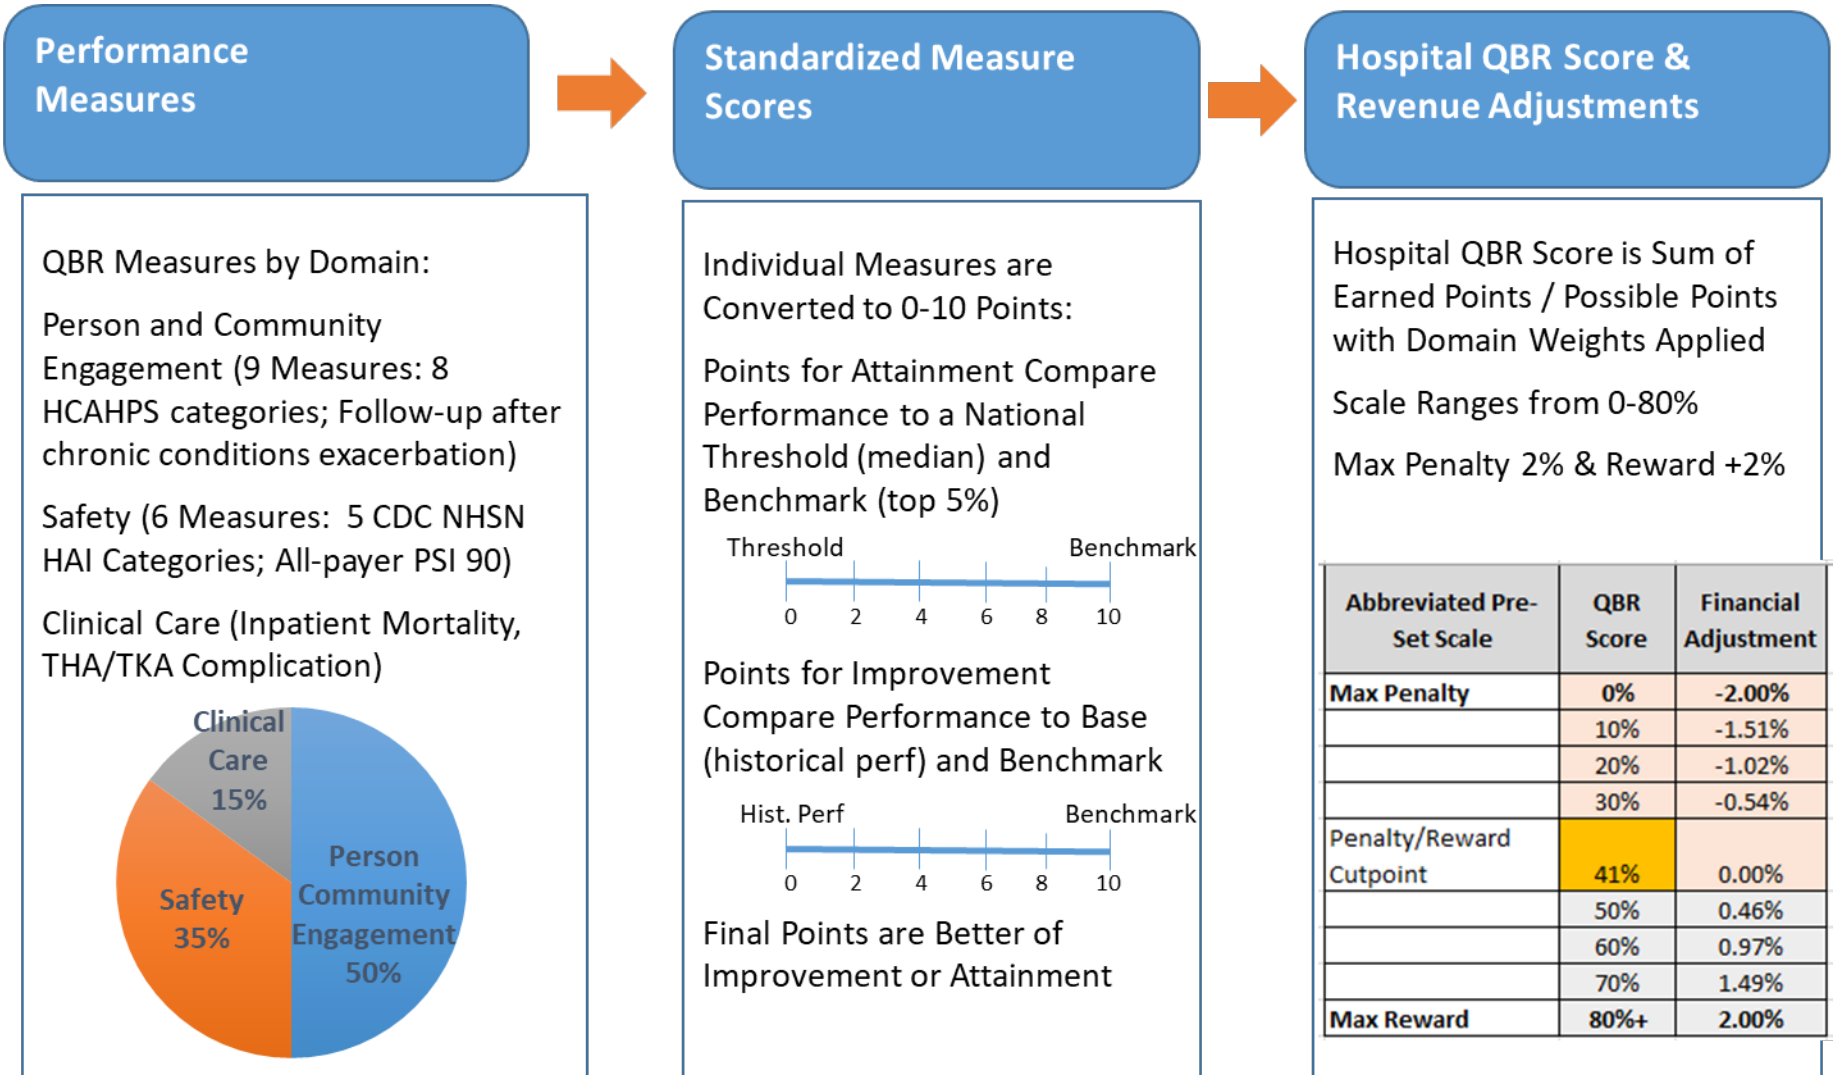 Performance
Measures
Standardized Measure
Scores
Hospital QBR Score &
Revenue Adjustments
QBR Measures by Domain:
Person and Community
Engagement (9 Measures: 8
HCAHPS categories; Follow-up after
chronic conditions exacerbation)
Safety (6 Measures:  5 CDC NHSN
HAI Categories; All-payer PSI 90)
Clinical Care (Inpatient Mortality,
THA/TKA Complication)
Clinical
Care
15%
Safety
35%
Person
Community
Engagement
50%
Individual Measures are
Converted to 0-10 Points:
Points for Attainment Compare
Performance to a National
Threshold (median) and
Benchmark (top 5%)
Threshold Benchmark
0 2 4 6 8 10
Points for Improvement
Compare Performance to Base
(historical perf) and Benchmark
Hist. Perf Benchmark
0 2 4 6 8 10
Final Points are Better of
Improvement or Attainment
Hospital QBR Score is Sum of
Earned Points / Possible Points
with Domain Weights Applied
Scale Ranges from 0-80%
Max Penalty 2% & Reward +2%
Abbreviated Pre-
Set Scale
QBR
Score
Financial
Adjustment
Max Penalty 0% -2.00%
10% -1.51%
20% -1.02%
30% -0.54%
Penalty/Reward
Cutpoint 41% 0.00%
50% 0.46%
60% 0.97%
70% 1.49%
Max Reward 80%+ 2.00%